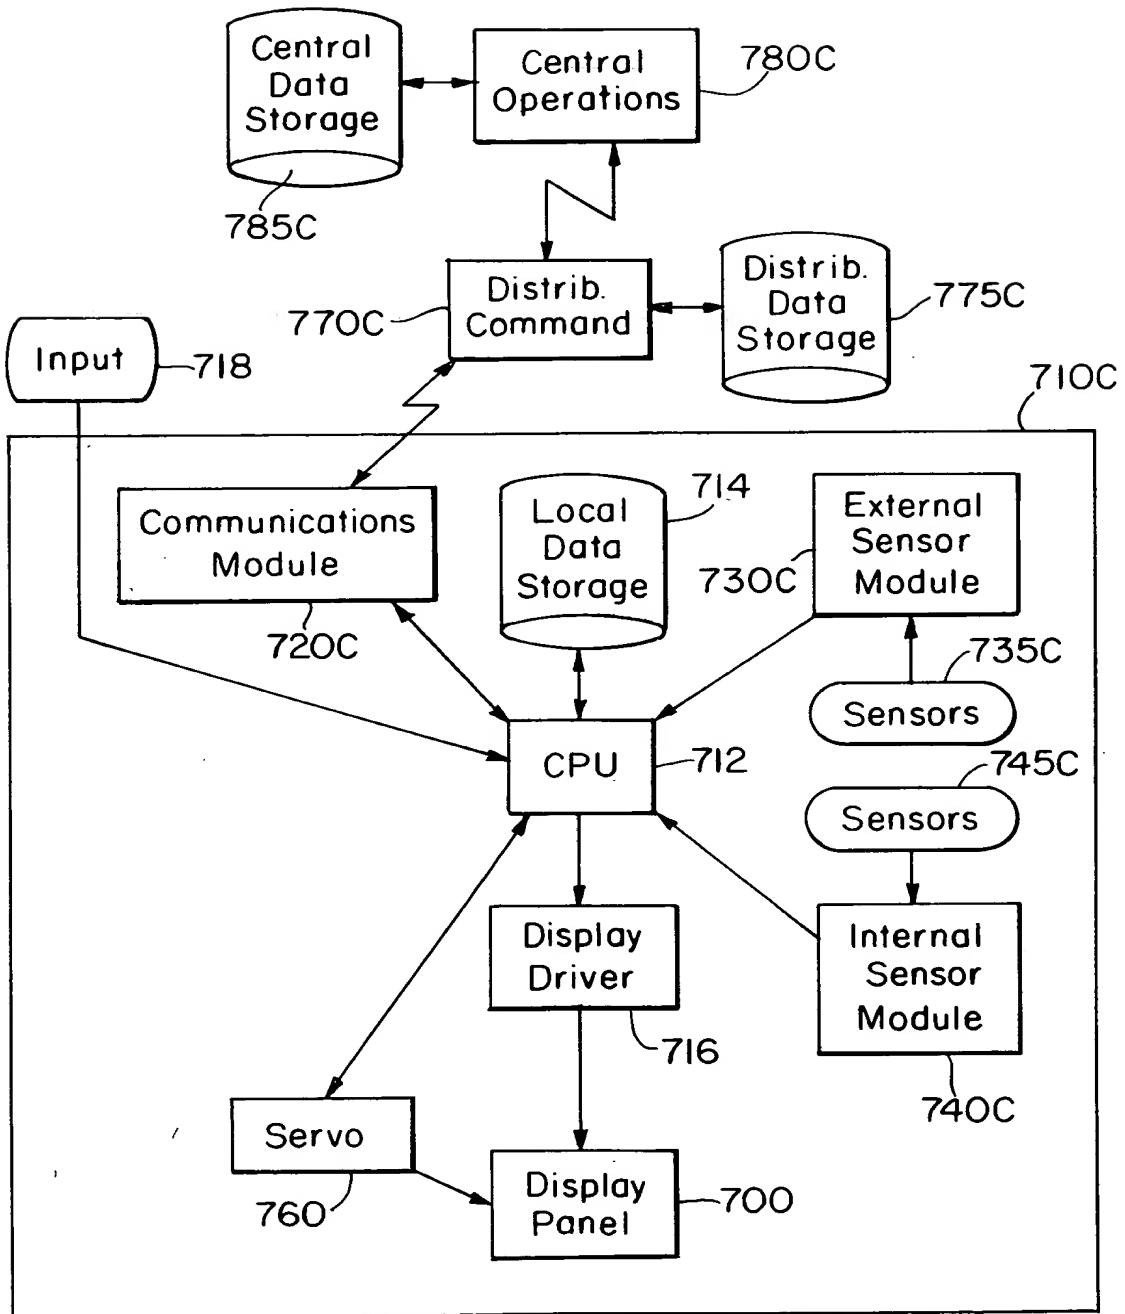 Central
Data
Storage
785C
Central
Operations
780C
Distrib.
Command
770C
Distrib.
Data
Storage
775C
Input
718
710C
Communications
Module
720C
Local
Data
Storage
714
External
Sensor
Module
730C
Sensors
735C
CPU
712
Sensors
745C
Display
Driver
716
Internal
Sensor
Module
740C
Servo
760
Display
Panel
700